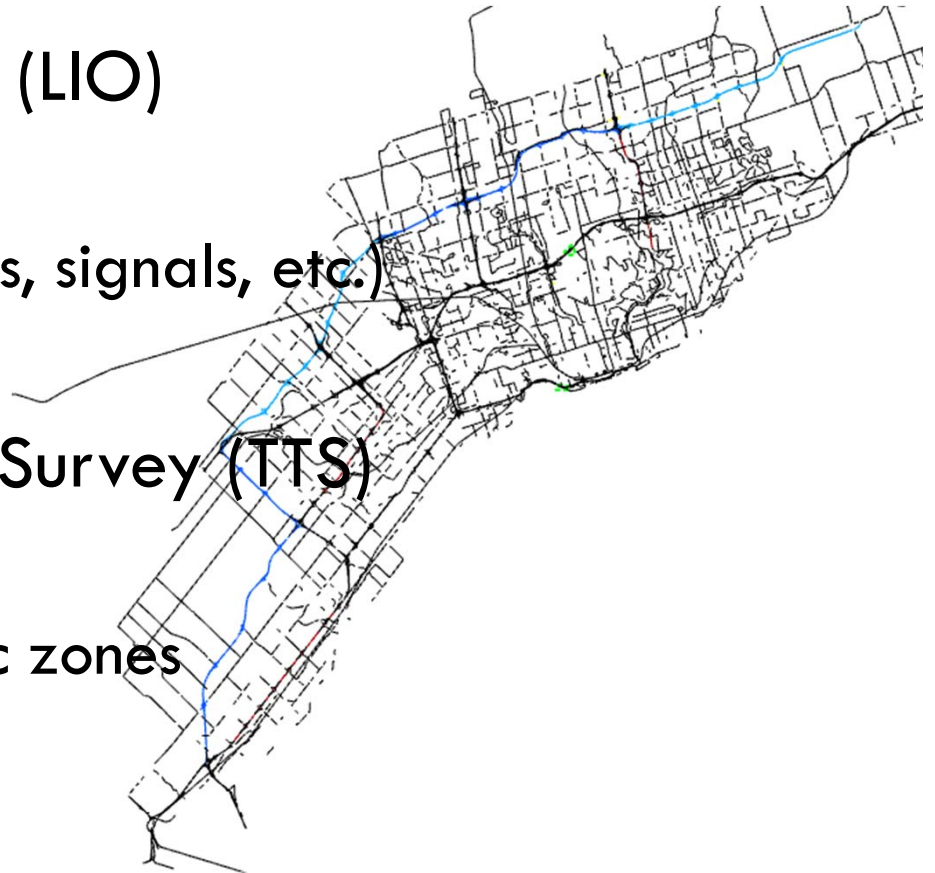 (LIO)
s, signals, etc.)
Survey (TTS)
c zones